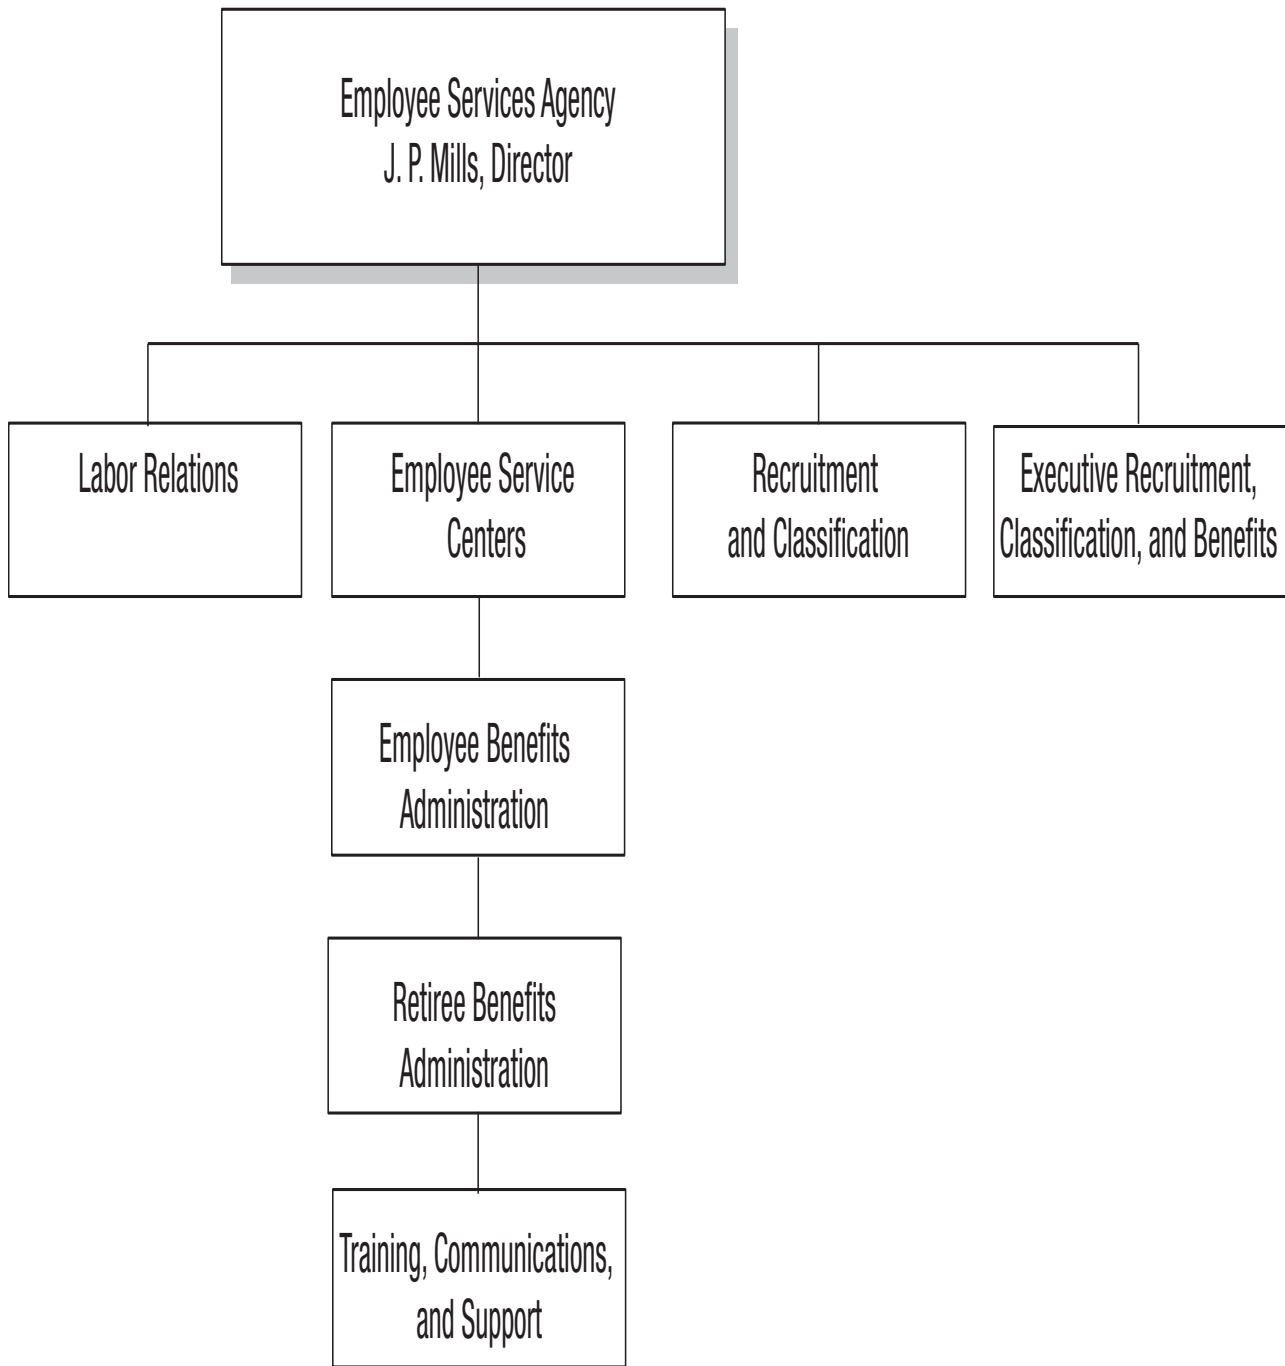 Employee Services Agency
J. P. Mills, Director
Labor Relations
Employee Service
Centers
Recruitment
and Classification
Executive Recruitment,
Classification, and Benefits
Employee Benefits
Administration
Retiree Benefits
Administration
Training, Communications,
and Support